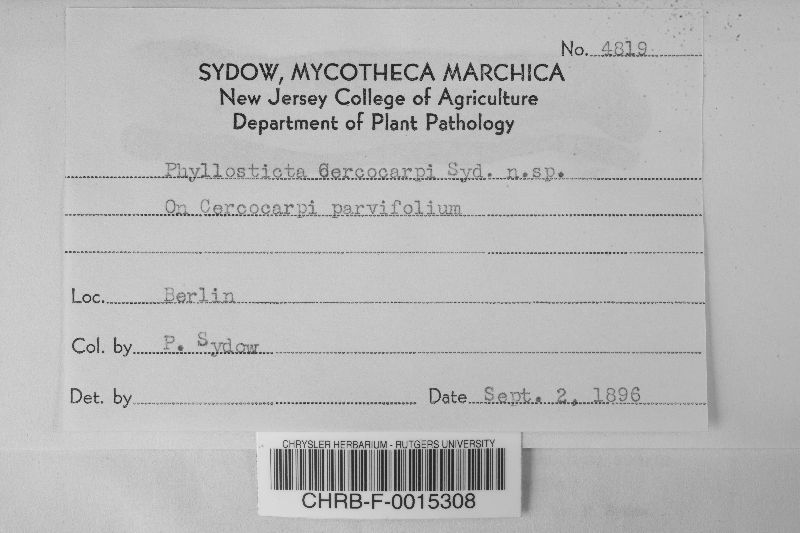 No. 4819
SYDOW, MYCOTHECA MARCHICA
New Jersey College of Agriculture
Department of Plant Pathology
Phyllosticta Cercocarpi Syd. n.sp.
On Cercocarpi parvifolium
Loc. Berlin
Col. by P. Sydow
Det. by Date Sept. 2, 1896
CHRYSLER HERBARIUM - RUTGERS UNIVERSITY
CHRB-F-0015308